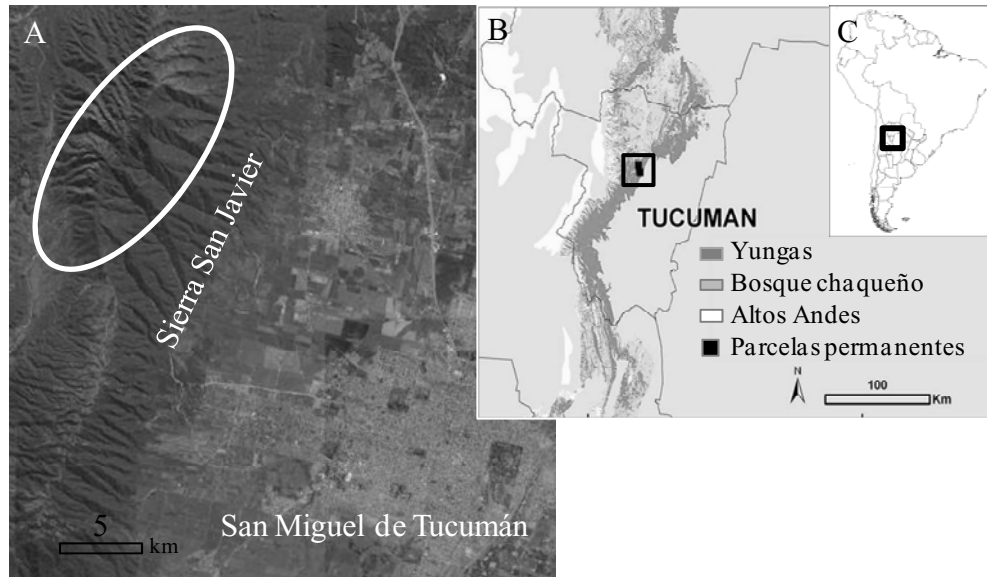 A
Sierra San Javier
San Miguel de Tucumán
5
km
B
TUCUMAN
Yungas
Bosque chaqueño
Altos Andes
Parcelas permanentes
N
100
Km
C